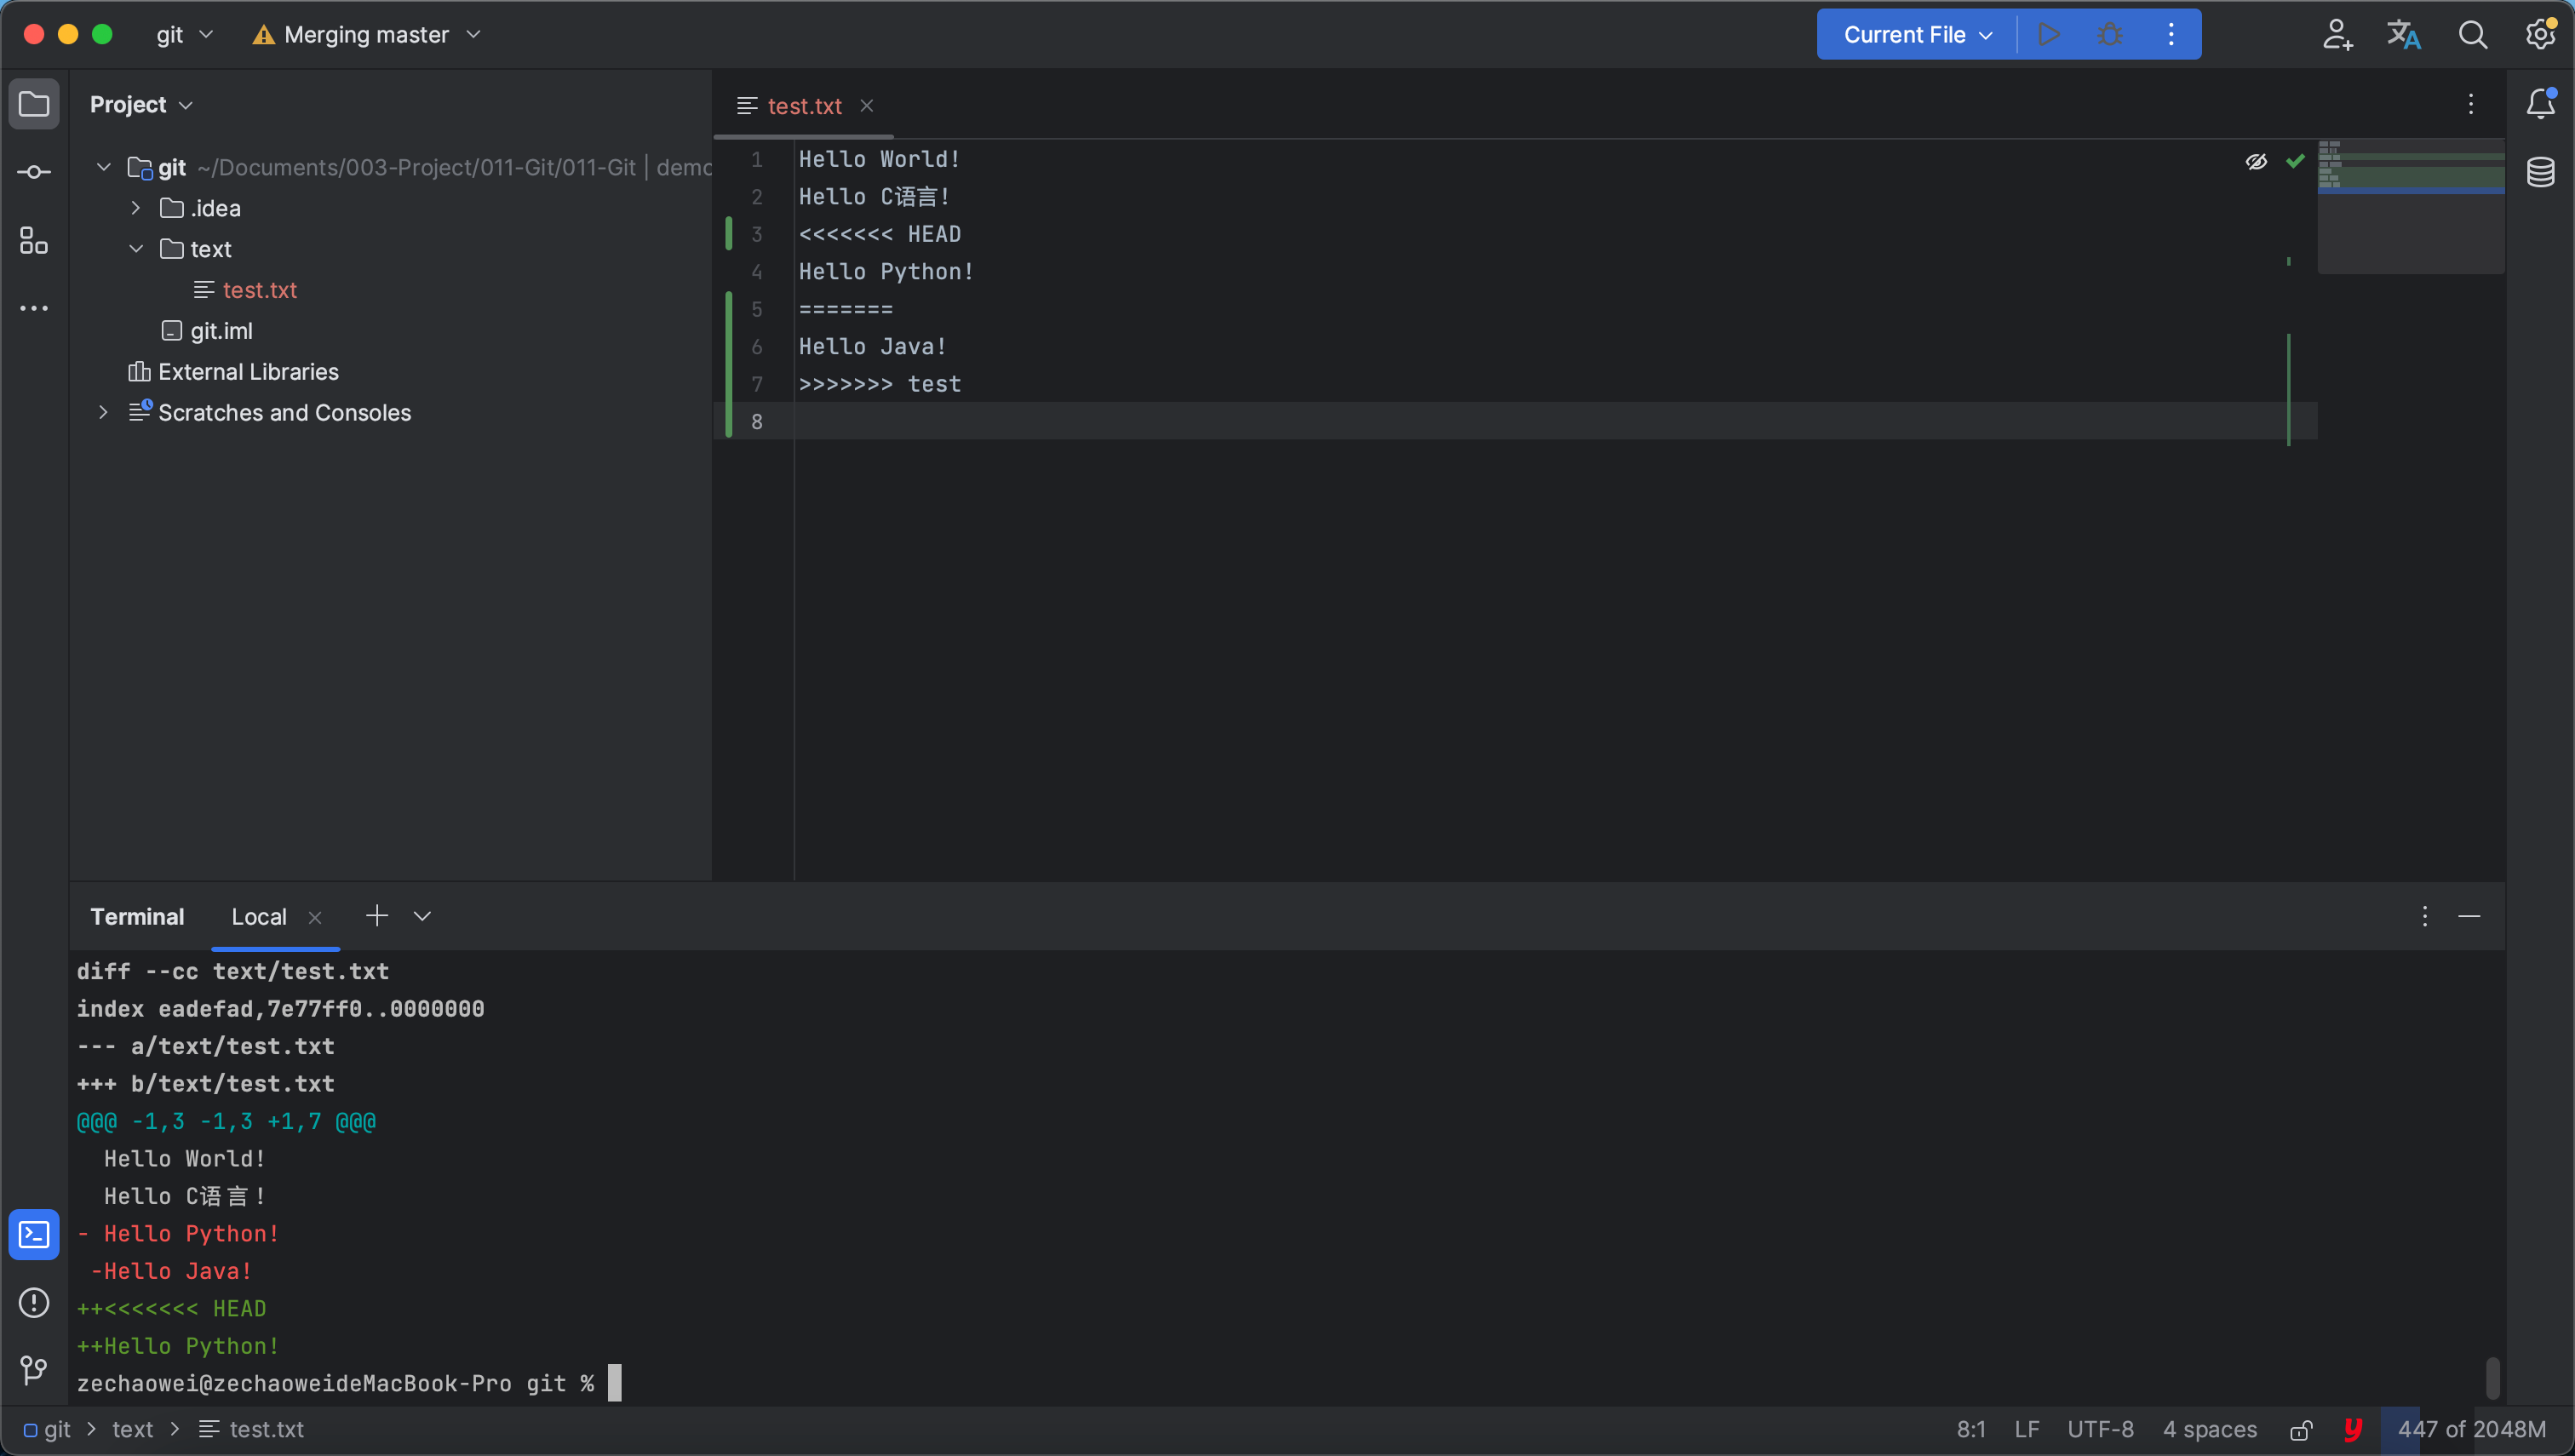 git
Merging master
Current File
Project
test.txt
git ~/Documents/003-Project/011-Git/011-Git | demo
.idea
text
test.txt
git.iml
External Libraries
Scratches and Consoles
1 Hello World!
2 Hello C语言!
3 <<<<<<< HEAD
4 Hello Python!
5 =======
6 Hello Java!
7 >>>>>>> test
8
Terminal Local
diff --cc text/test.txt
index eadefad,7e77ff0..0000000
--- a/text/test.txt
+++ b/text/test.txt
@@@ -1,3 -1,3 +1,7 @@@
  Hello World!
  Hello C语言!
- Hello Python!
 -Hello Java!
++<<<<<<< HEAD
++Hello Python!
zechaowei@zechaoweideMacBook-Pro git %
git > text > test.txt
8:1 LF UTF-8 4 spaces y 447 of 2048M